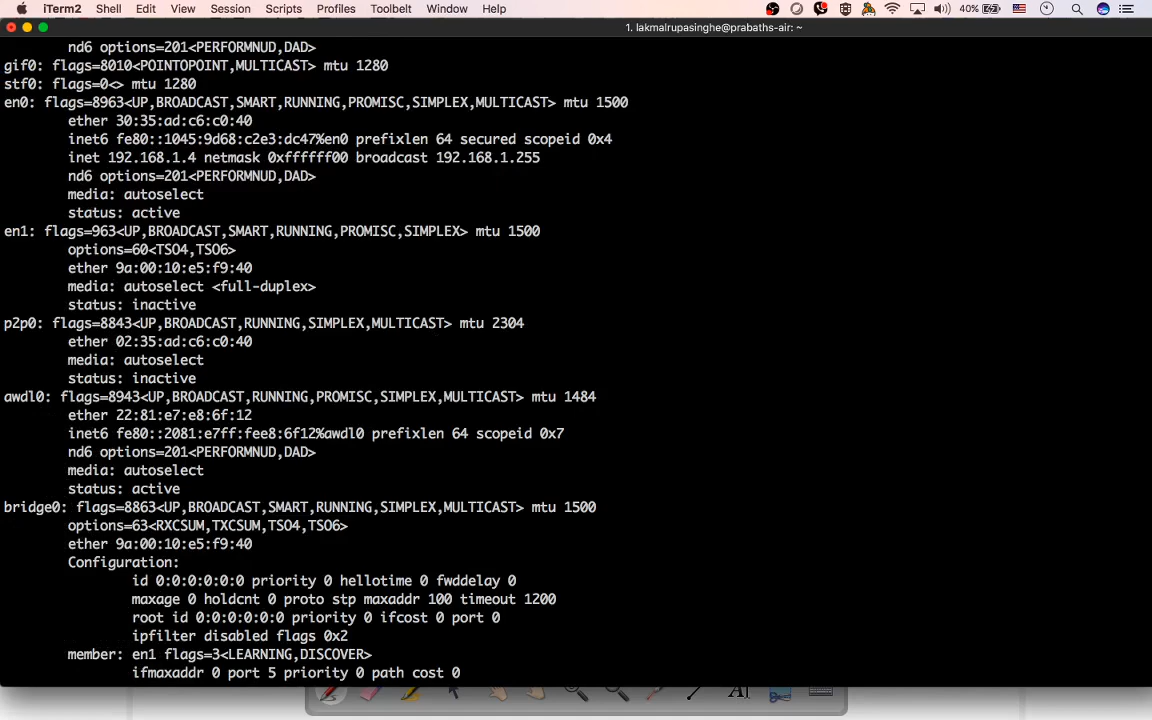 iTerm2 Shell Edit View Session Scripts Profiles Toolbelt Window Help 40%
1. lakmalrupasinghe@prabaths-air: ~
nd6 options=201<PERFORMNUD,DAD>
gif0: flags=8010<POINTOPOINT,MULTICAST> mtu 1280
stf0: flags=0<> mtu 1280
en0: flags=8963<UP,BROADCAST,SMART,RUNNING,PROMISC,SIMPLEX,MULTICAST> mtu 1500
ether 30:35:ad:c6:c0:40
inet6 fe80::1045:9d68:c2e3:dc47%en0 prefixlen 64 secured scopeid 0x4
inet 192.168.1.4 netmask 0xffffff00 broadcast 192.168.1.255
nd6 options=201<PERFORMNUD,DAD>
media: autoselect
status: active
en1: flags=963<UP,BROADCAST,SMART,RUNNING,PROMISC,SIMPLEX> mtu 1500
options=60<TSO4,TSO6>
ether 9a:00:10:e5:f9:40
media: autoselect <full-duplex>
status: inactive
p2p0: flags=8843<UP,BROADCAST,RUNNING,SIMPLEX,MULTICAST> mtu 2304
ether 02:35:ad:c6:c0:40
media: autoselect
status: inactive
awdl0: flags=8943<UP,BROADCAST,RUNNING,PROMISC,SIMPLEX,MULTICAST> mtu 1484
ether 22:81:e7:e8:6f:12
inet6 fe80::2081:e7ff:fee8:6f12%awdl0 prefixlen 64 scopeid 0x7
nd6 options=201<PERFORMNUD,DAD>
media: autoselect
status: active
bridge0: flags=8863<UP,BROADCAST,SMART,RUNNING,SIMPLEX,MULTICAST> mtu 1500
options=63<RXCSUM,TXCSUM,TSO4,TSO6>
ether 9a:00:10:e5:f9:40
Configuration:
id 0:0:0:0:0:0 priority 0 hellotime 0 fwddelay 0
maxage 0 holdcnt 0 proto stp maxaddr 100 timeout 1200
root id 0:0:0:0:0:0 priority 0 ifcost 0 port 0
ipfilter disabled flags 0x2
member: en1 flags=3<LEARNING,DISCOVER>
ifmaxaddr 0 port 5 priority 0 path cost 0